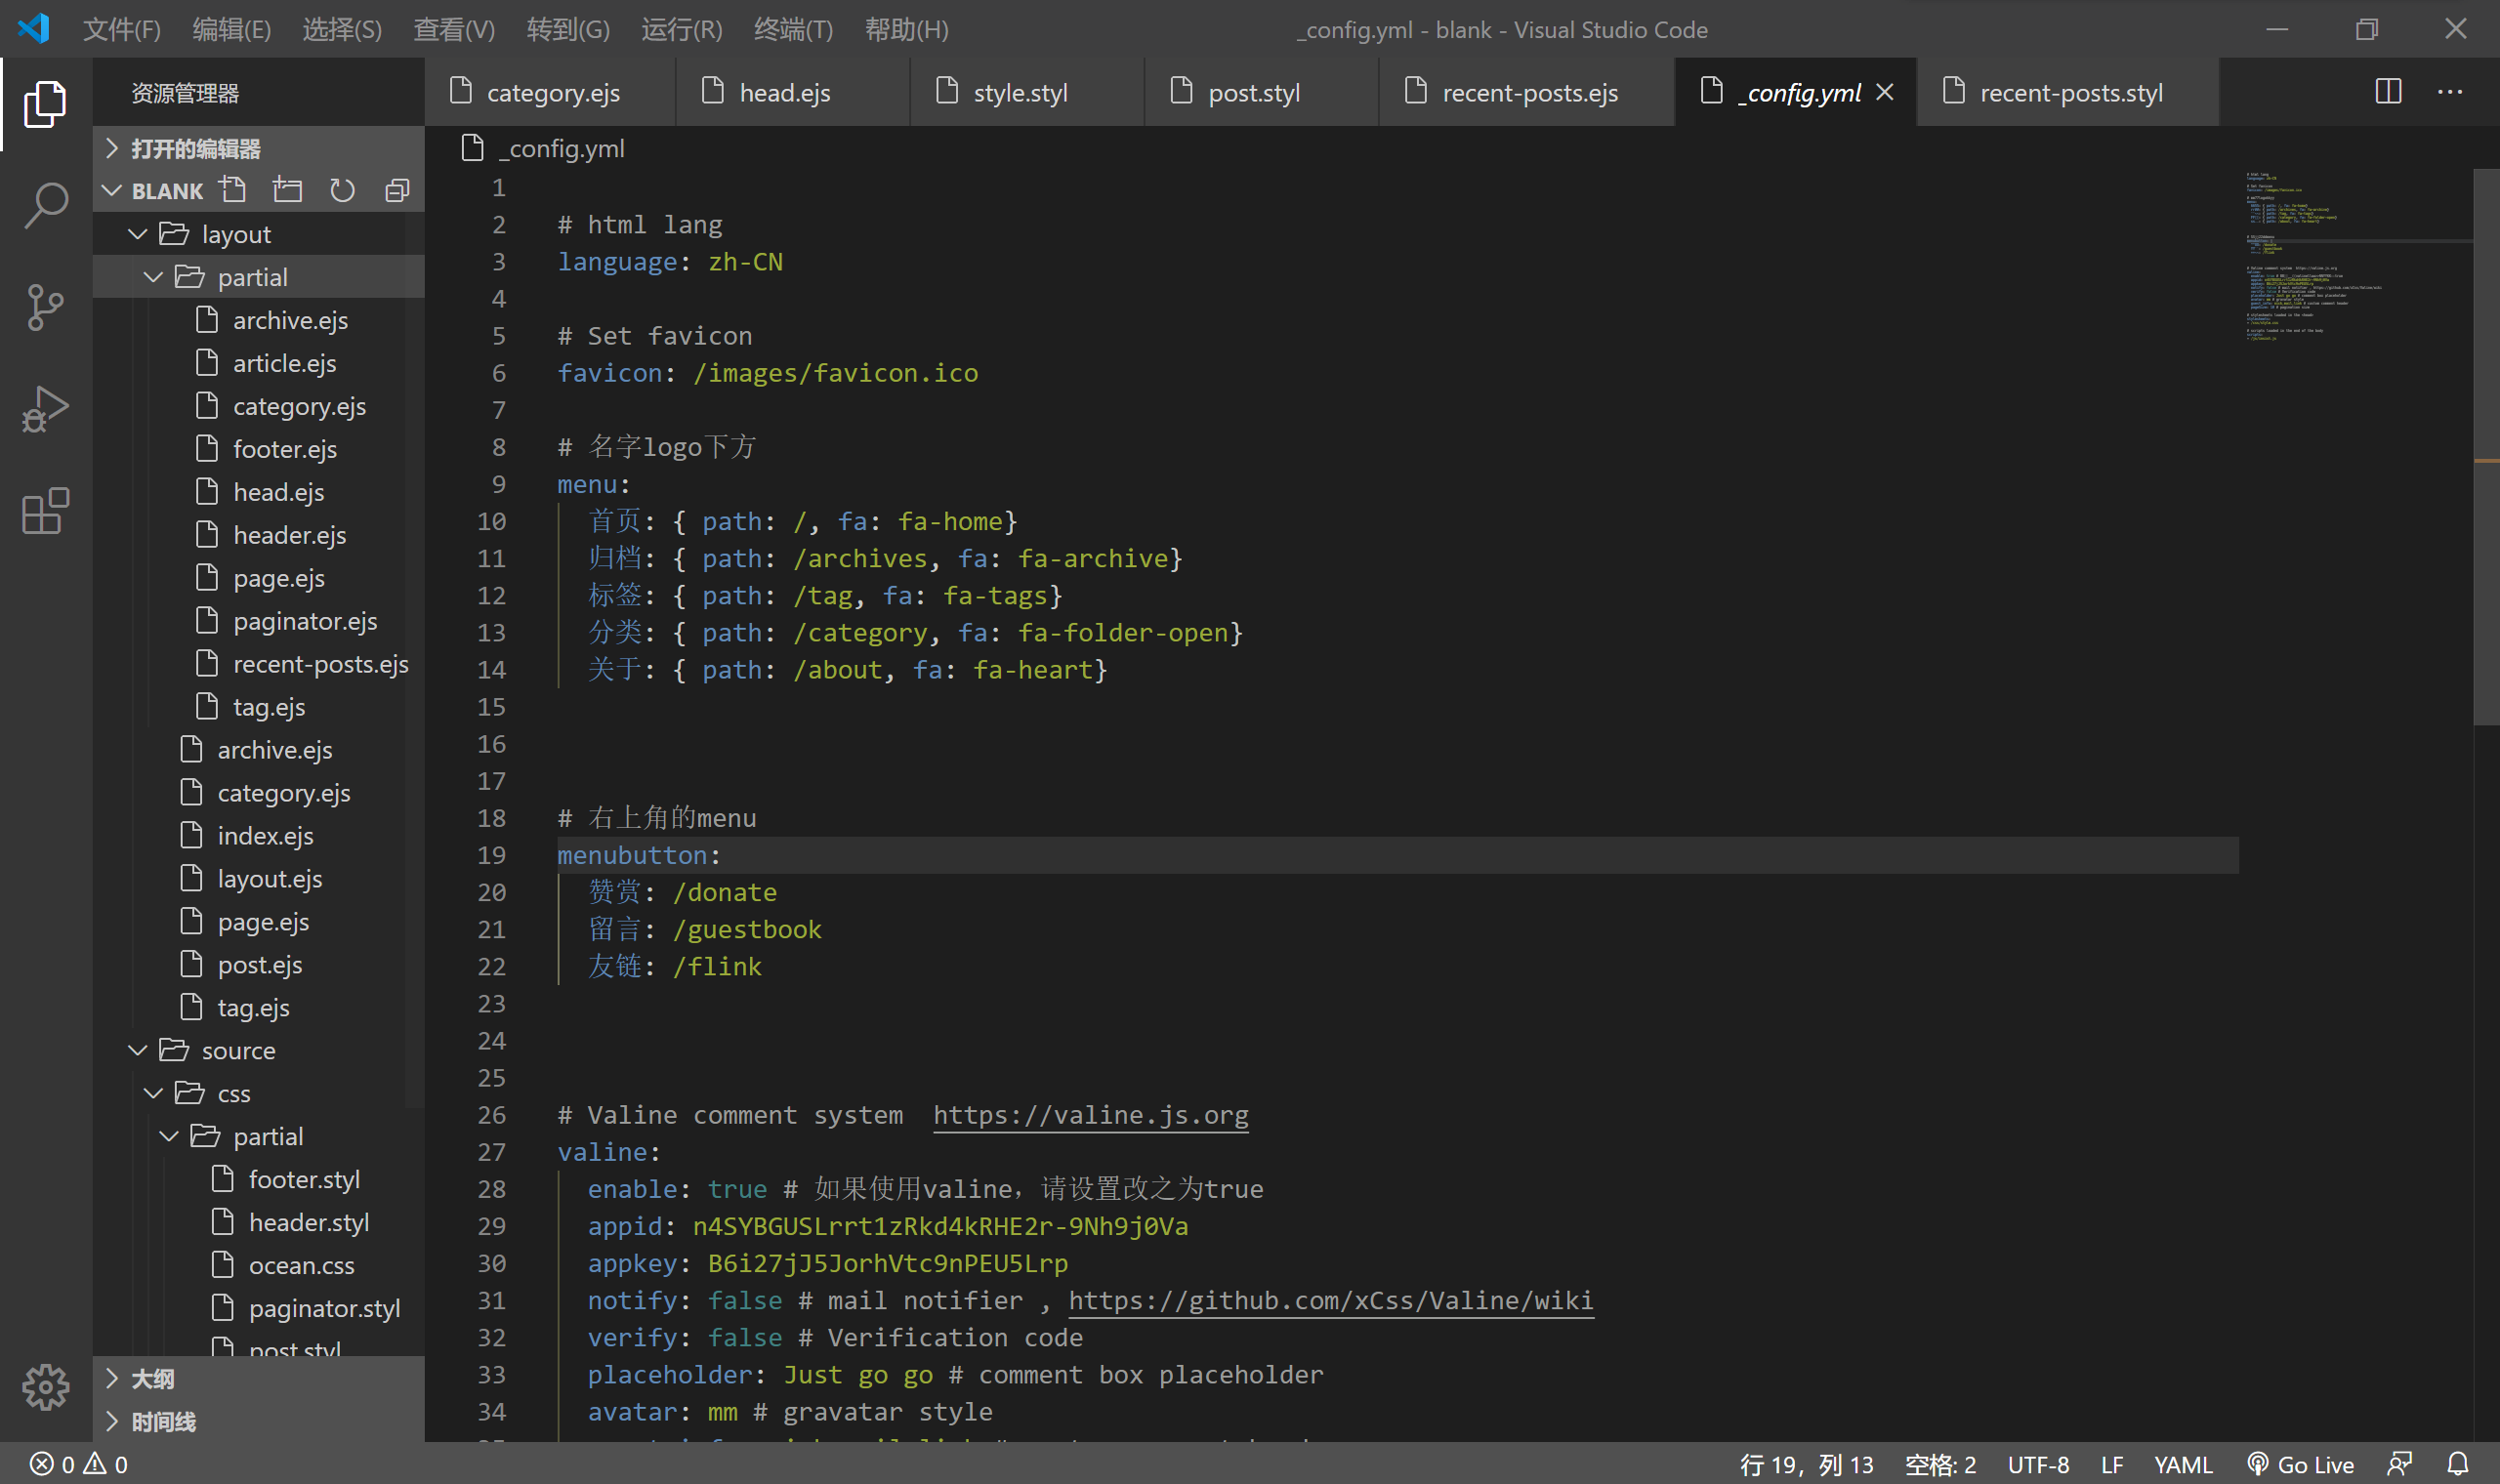 文件(F) 编辑(E) 选择(S) 查看(V) 转到(G) 运行(R) 终端(T) 帮助(H) _config.yml - blank - Visual Studio Code
资源管理器
category.ejs head.ejs style.styl post.styl recent-posts.ejs _config.yml recent-posts.styl
打开的编辑器
BLANK
layout
partial
archive.ejs
article.ejs
category.ejs
footer.ejs
head.ejs
header.ejs
page.ejs
paginator.ejs
recent-posts.ejs
tag.ejs
archive.ejs
category.ejs
index.ejs
layout.ejs
page.ejs
post.ejs
tag.ejs
source
css
partial
footer.styl
header.styl
ocean.css
paginator.styl
post.styl
大纲
时间线
_config.yml
1
2 # html lang
3 language: zh-CN
4
5 # Set favicon
6 favicon: /images/favicon.ico
7
8 # 名字logo下方
9 menu:
10 首页: { path: /, fa: fa-home}
11 归档: { path: /archives, fa: fa-archive}
12 标签: { path: /tag, fa: fa-tags}
13 分类: { path: /category, fa: fa-folder-open}
14 关于: { path: /about, fa: fa-heart}
15
16
17
18 # 右上角的menu
19 menubutton:
20 赞赏: /donate
21 留言: /guestbook
22 友链: /flink
23
24
25
26 # Valine comment system  https://valine.js.org
27 valine:
28 enable: true # 如果使用valine，请设置改之为true
29 appid: n4SYBGUSLrrt1zRkd4kRHE2r-9Nh9j0Va
30 appkey: B6i27jJ5JorhVtc9nPEU5Lrp
31 notify: false # mail notifier , https://github.com/xCss/Valine/wiki
32 verify: false # Verification code
33 placeholder: Just go go # comment box placeholder
34 avatar: mm # gravatar style
0 0 行 19，列 13 空格: 2 UTF-8 LF YAML Go Live